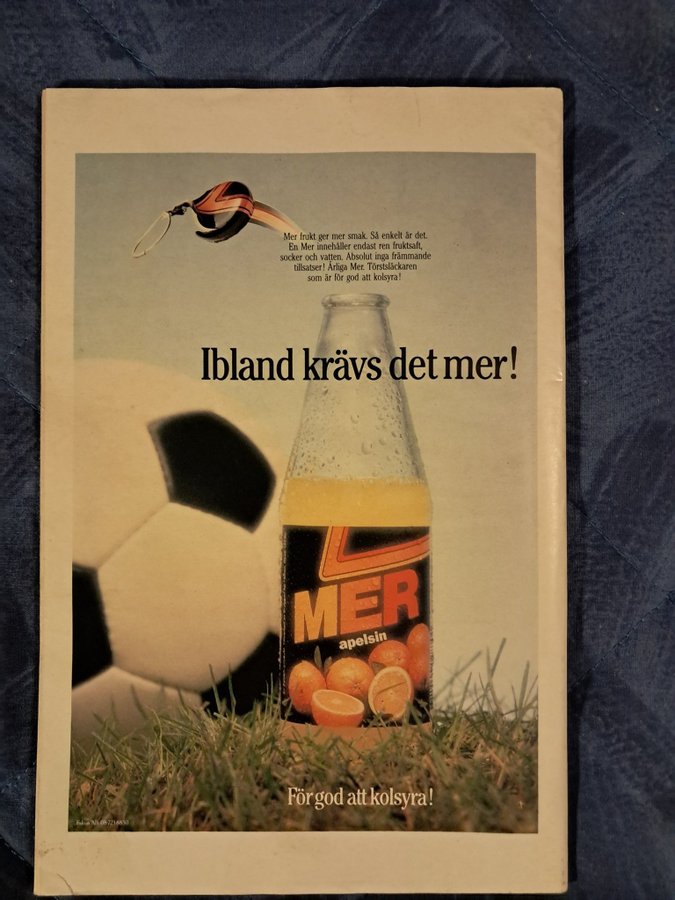 Mer frukt ger mer smak. Så enkelt är det.
En Mer innehåller endast ren fruktsaft,
socker och vatten. Absolut inga främmande
tillsatser! Ärliga Mer. Törstsläckaren
som är för god att kolsyra!
Ibland krävs det mer!
MER
apelsin
För god att kolsyra!